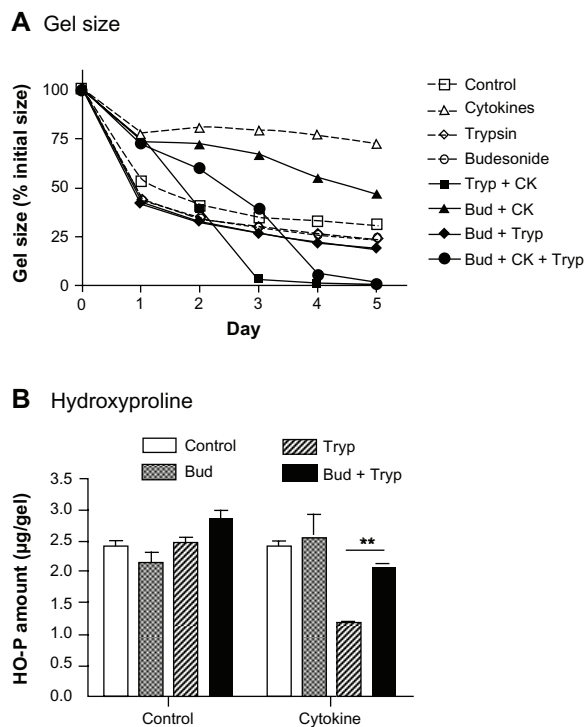 A Gel size
Gel size (% initial size)
100
75
50
25
0
0 1 2 3 4 5
Day
Control
Cytokines
Trypsin
Budesonide
Tryp + CK
Bud + CK
Bud + Tryp
Bud + CK + Tryp
B Hydroxyproline
Control
Bud
Tryp
Bud + Tryp
HO-P amount (µg/gel)
3.5
3.0
2.5
2.0
1.5
1.0
0.5
0.0
**
Control Cytokine